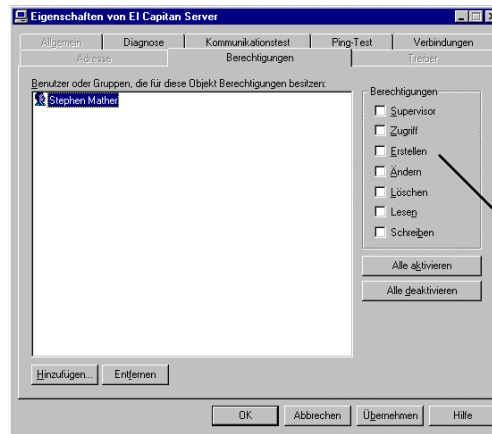 Eigenschaften von El Capitan Server
Allgemein Diagnose Kommunikationstest Ping-Test Verbindungen
Adresse Berechtigungen Treiber
Benutzer oder Gruppen, die für diese Objekt Berechtigungen besitzen:
Stephen Mather
Berechtigungen
Supervisor
Zugriff
Erstellen
Ändern
Löschen
Lesen
Schreiben
Alle aktivieren
Alle deaktivieren
Hinzufügen... Entfernen
OK Abbrechen Übernehmen Hilfe